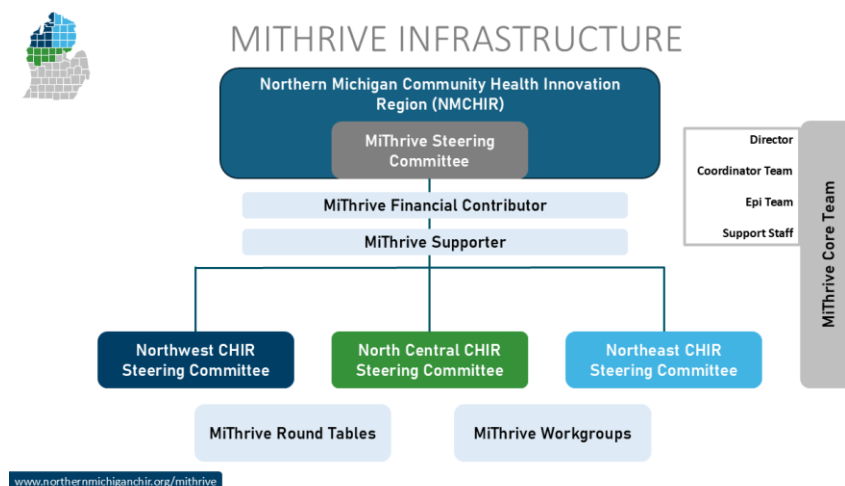 MITHRIVE INFRASTRUCTURE
Northern Michigan Community Health Innovation
Region (NMCHIR)
MiThrive Steering
Committee
MiThrive Financial Contributor
MiThrive Supporter
Director
Coordinator Team
Epi Team
Support Staff
MiThrive Core Team
Northwest CHIR
Steering Committee
North Central CHIR
Steering Committee
Northeast CHIR
Steering Committee
MiThrive Round Tables
MiThrive Workgroups
www.northernmichiganchir.org/mithrive